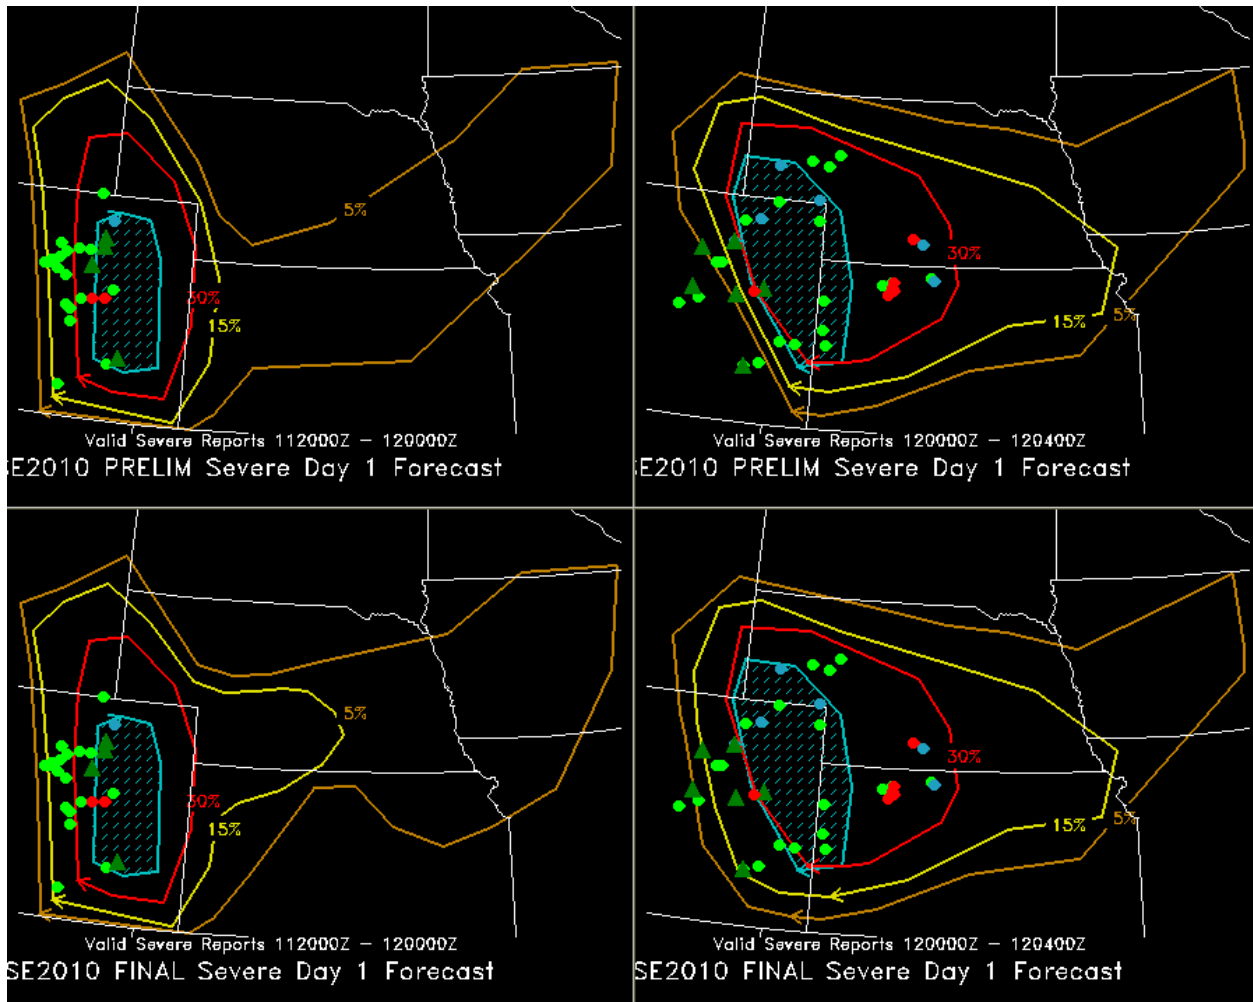 5%
30%
15%
Valid Severe Reports 112000Z - 120000Z
SE2010 PRELIM Severe Day 1 Forecast
30%
15%
5%
Valid Severe Reports 120000Z - 120400Z
E2010 PRELIM Severe Day 1 Forecast
5%
30%
15%
Valid Severe Reports 112000Z - 120000Z
SE2010 FINAL Severe Day 1 Forecast
30%
15%
5%
Valid Severe Reports 120000Z - 120400Z
SE2010 FINAL Severe Day 1 Forecast